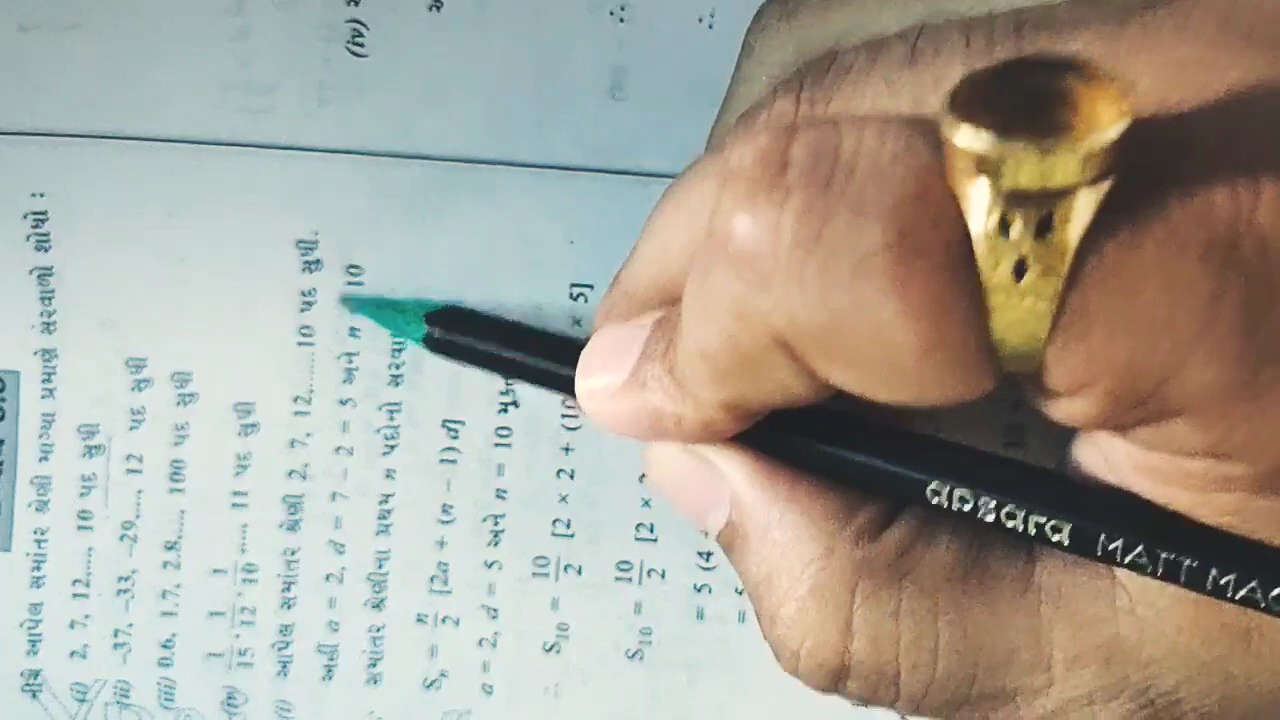 નીચે આપેલ સમાંતર શ્રેણી માગ્યા પ્રમાણે સરવાળો શોધો :
(i) 2, 7, 12,.... 10 પદ સુધી
(ii) -37, -33, -29..... 12 પદ સુધી
(iii) 0.6, 1.7, 2.8..... 100 પદ સુધી
(iv) 1/15, 1/12, 1/10 ..... 11 પદ સુધી
(i) આપેલ સમાંતર શ્રેણી 2, 7, 12........10 પદ સુધી.
અહીં a = 2, d = 7 – 2 = 5 અને n 10
સમાંતર શ્રેણીના પ્રથમ n પદોનો સરવા
Sn = n/2 [2a + (n – 1) d]
a = 2, d = 5 અને n = 10
S10 = 10/2 [2 × 2 + (10 × 5]
S10 = 10/2 [2 ×
= 5 (4
=
(iv)
∴
∴
apsara MATT MAG